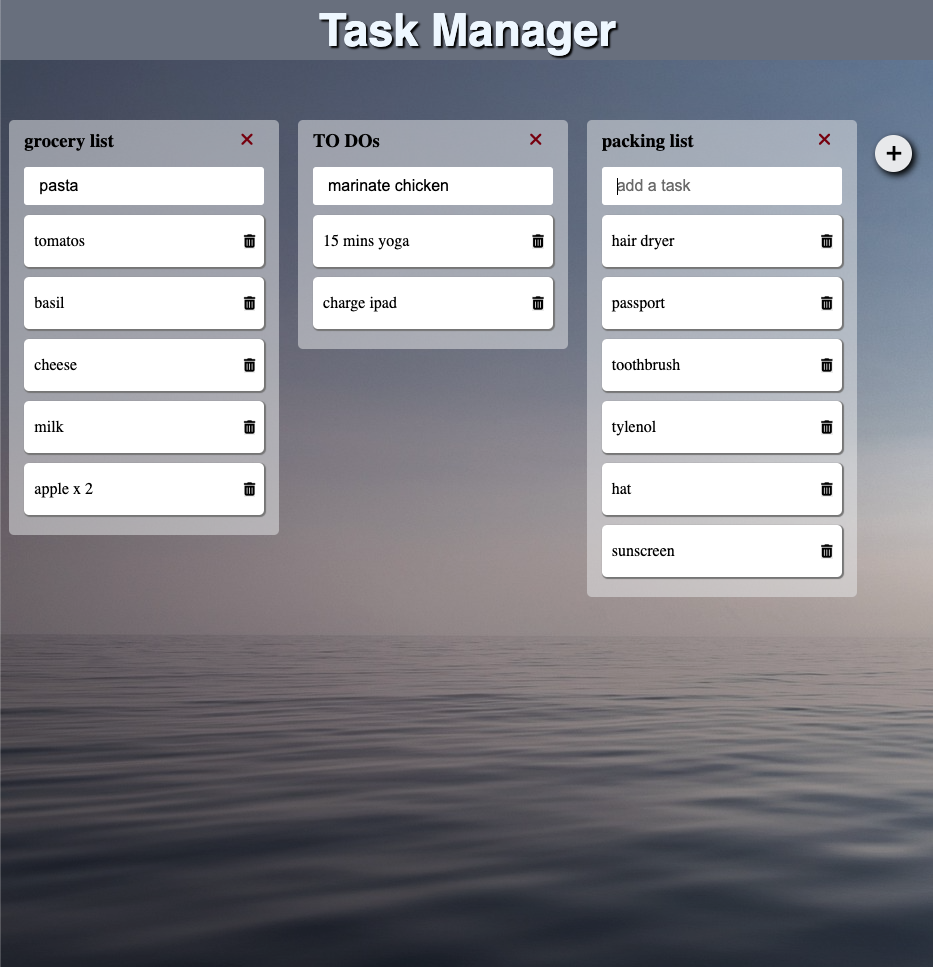 Task Manager
grocery list
pasta
tomatos
basil
cheese
milk
apple x 2
TO DOs
marinate chicken
15 mins yoga
charge ipad
packing list
add a task
hair dryer
passport
toothbrush
tylenol
hat
sunscreen